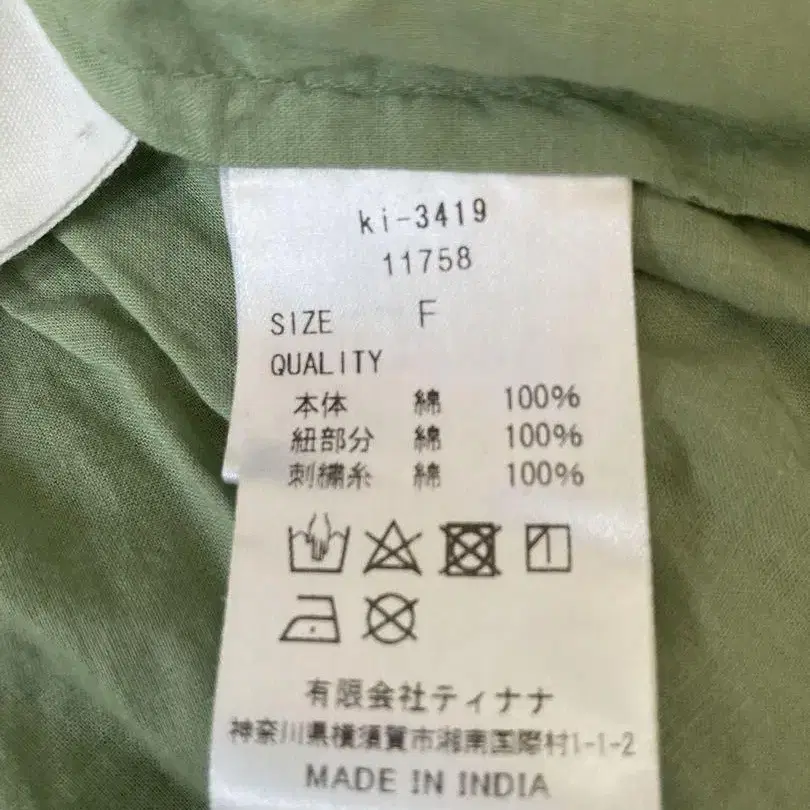 ki-3419
11758
SIZE F
QUALITY
本体 綿 100%
紐部分 綿 100%
刺繍糸 綿 100%
有限会社ティナナ
神奈川県横須賀市湘南国際村1-1-2
MADE IN INDIA